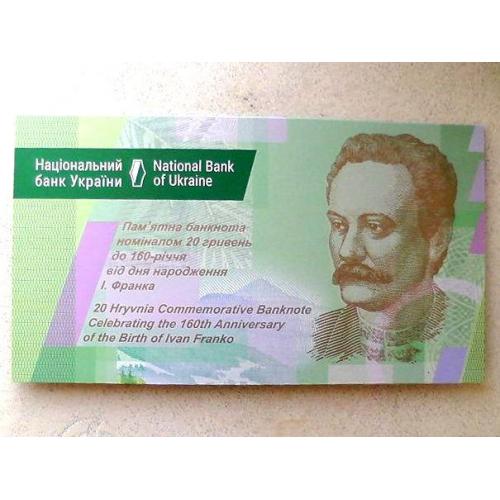 Національний
банк України
National Bank
of Ukraine
Пам'ятна банкнота
номіналом 20 гривень
до 160-річчя
від дня народження
І. Франка
20 Hryvnia Commemorative Banknote
Celebrating the 160th Anniversary
of the Birth of Ivan Franko